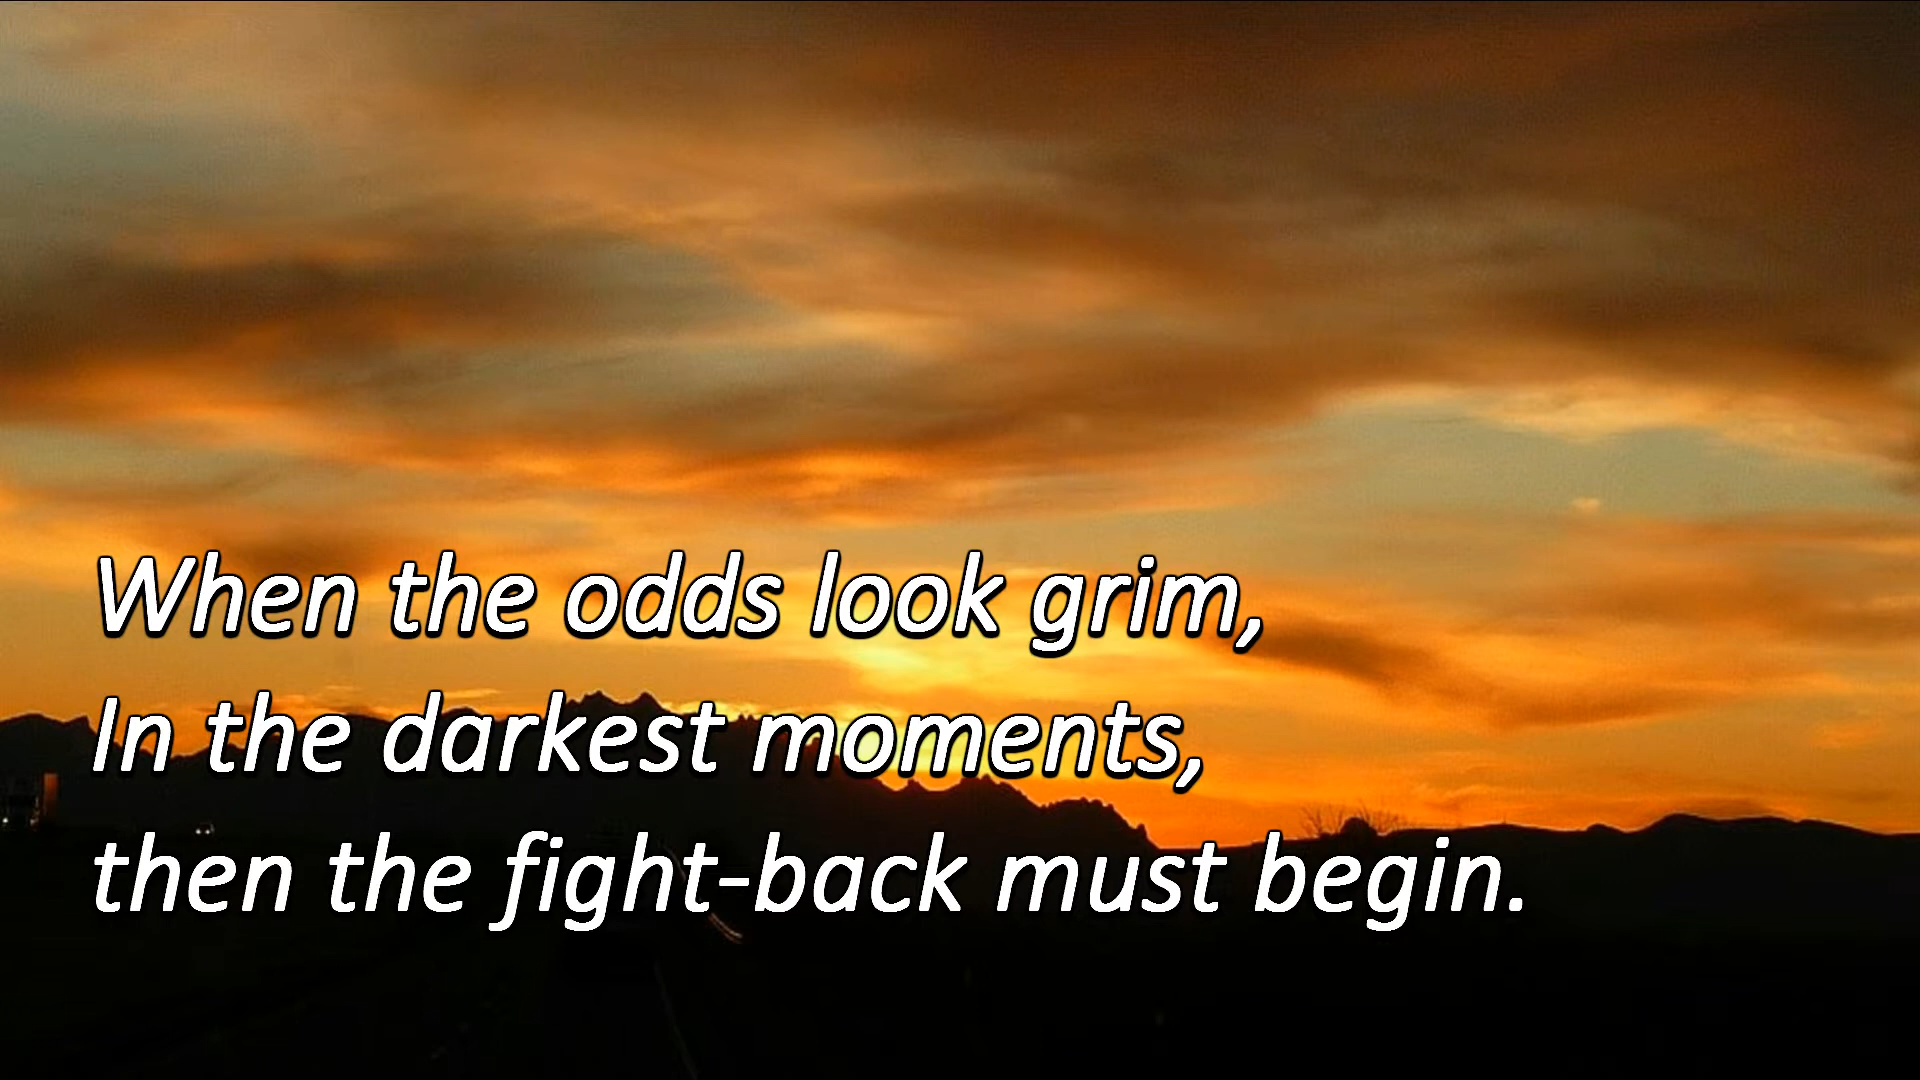 When the odds look grim,
In the darkest moments,
then the fight-back must begin.